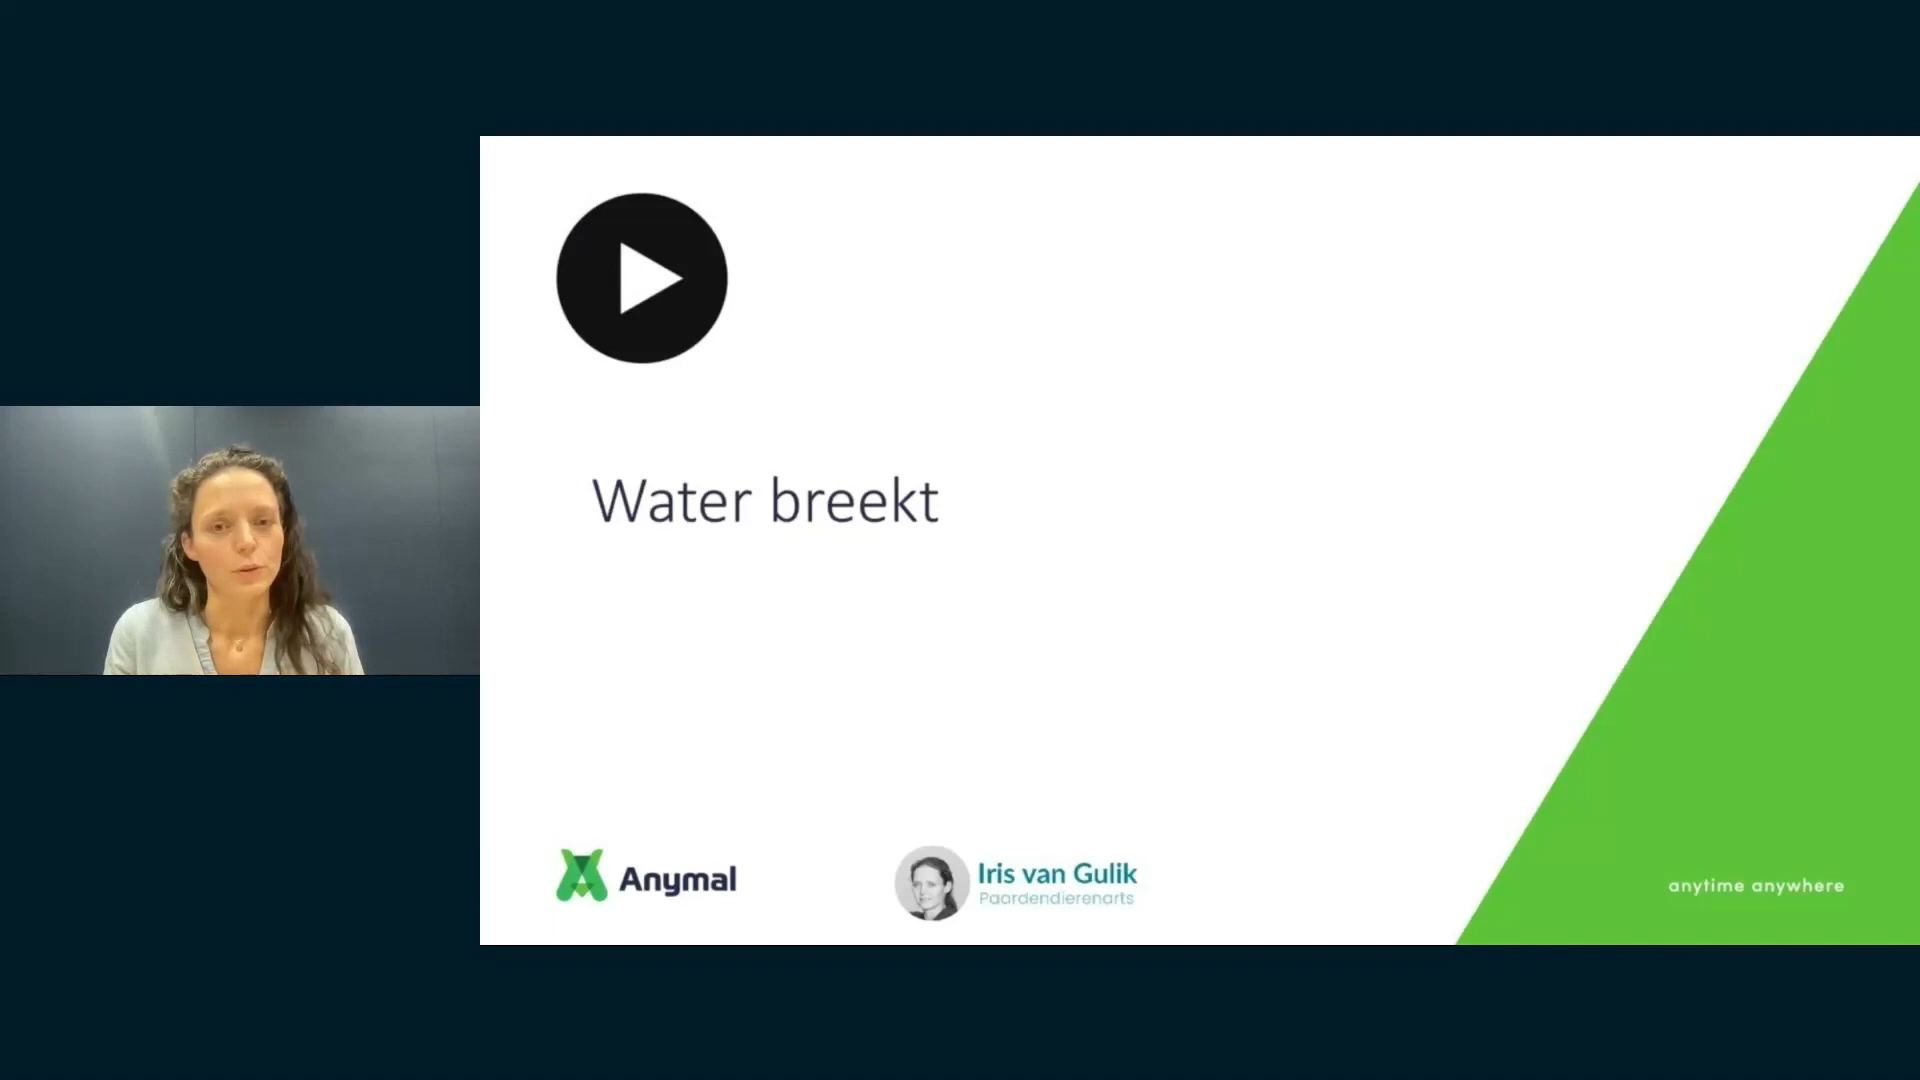 Water breekt
Anymal
Iris van Gulik
Paardendierenarts
anytime anywhere